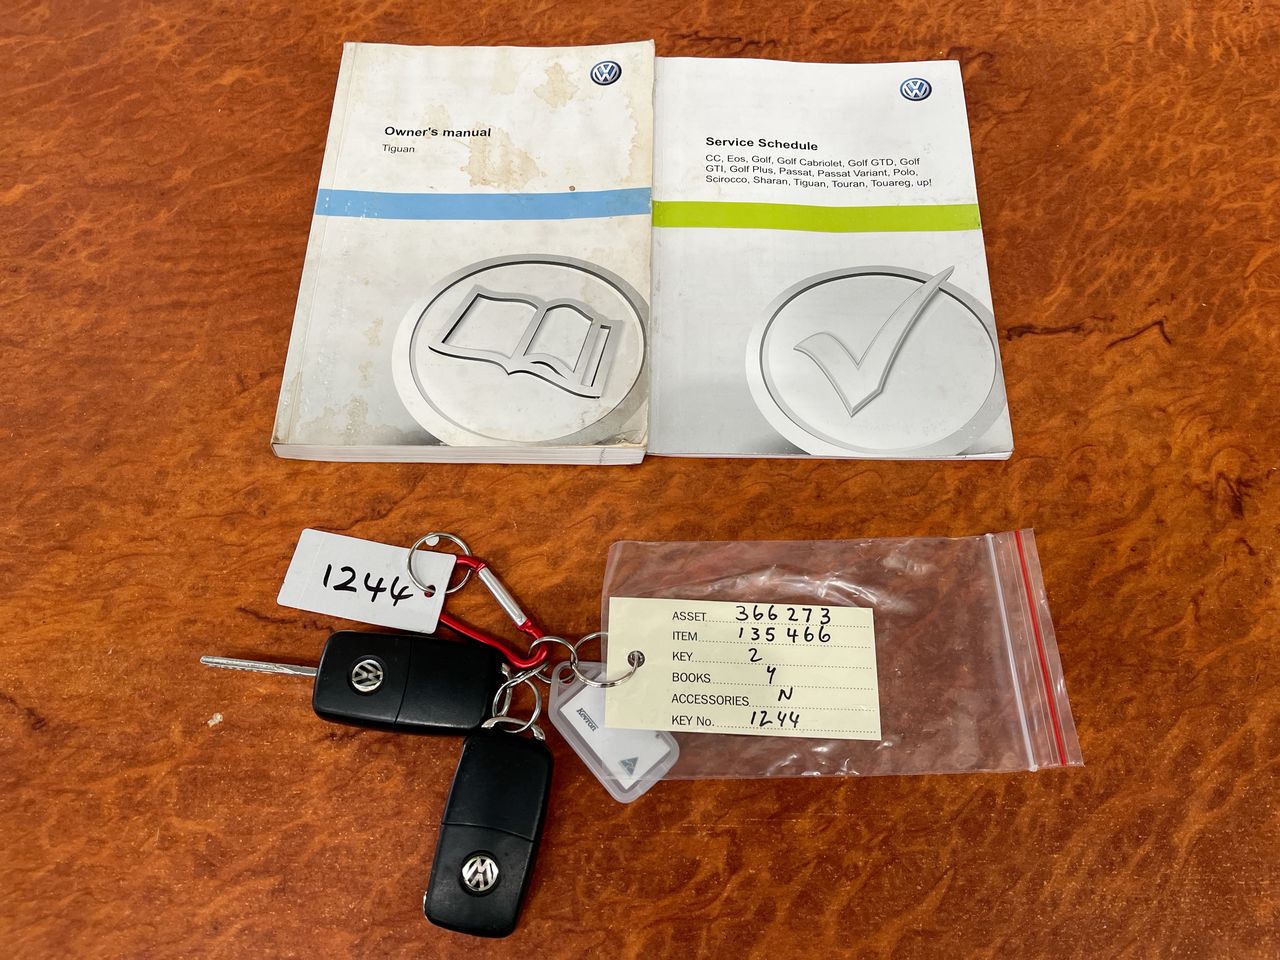 Owner's manual
Tiguan
Service Schedule
CC, Eos, Golf, Golf Cabriolet, Golf GTD, Golf
GTI, Golf Plus, Passat, Passat Variant, Polo,
Scirocco, Sharan, Tiguan, Touran, Touareg, up!
1244
ASSET 366273
ITEM 135466
KEY 2
BOOKS Y
ACCESSORIES N
KEY No. 1244
Kevron